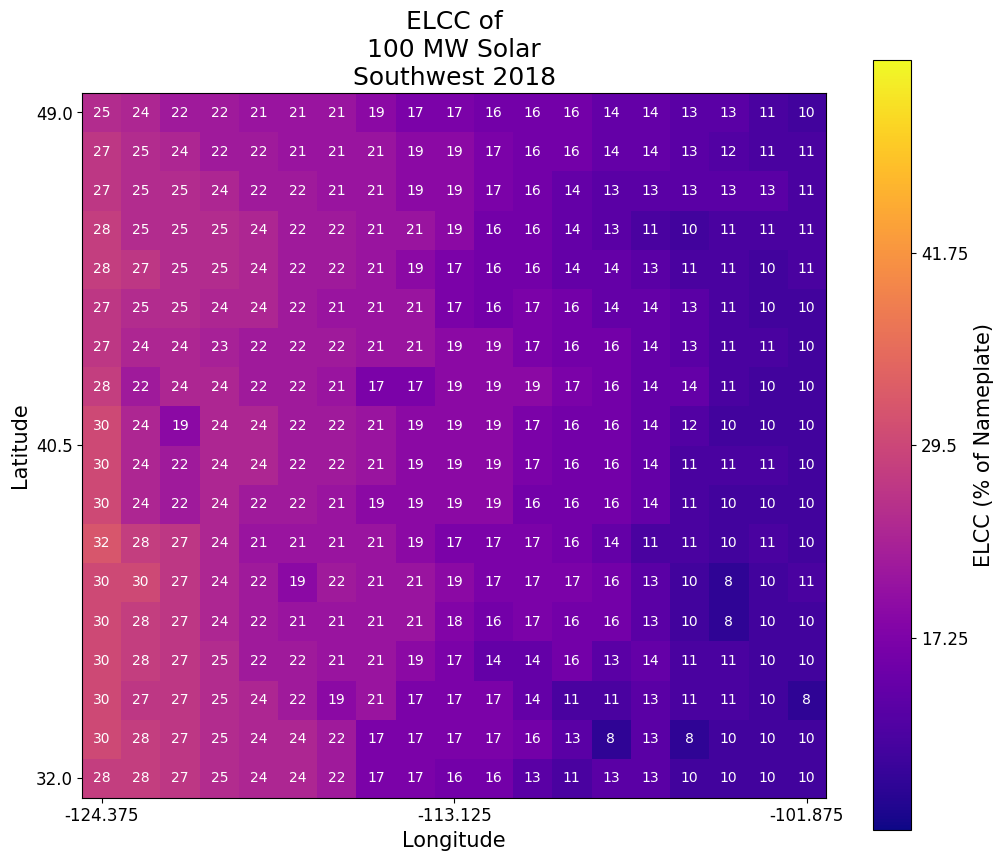 ELCC of
100 MW Solar
Southwest 2018
49.0 25 24 22 22 21 21 21 19 17 17 16 16 16 14 14 13 13 11 10
27 25 24 22 22 21 21 21 19 19 17 16 16 14 14 13 12 11 11
27 25 25 24 22 22 21 21 19 19 17 16 14 13 13 13 13 13 11
28 25 25 25 24 22 22 21 21 19 16 16 14 13 11 10 11 11 11
41.75
28 27 25 25 24 22 22 21 19 17 16 16 14 14 13 11 11 10 11
27 25 25 24 24 22 21 21 21 17 16 17 16 14 14 13 11 10 10
27 24 24 23 22 22 22 21 21 19 19 17 16 16 14 13 11 11 10
28 22 24 24 22 22 21 17 17 19 19 19 17 16 14 14 11 10 10
30 24 19 24 24 22 22 21 19 19 19 17 16 16 14 12 10 10 10
Latitude
40.5
29.5
ELCC (% of Nameplate)
30 24 22 24 24 22 22 21 19 19 19 17 16 16 14 11 11 11 10
30 24 22 24 22 22 21 19 19 19 19 16 16 16 14 11 10 10 10
32 28 27 24 21 21 21 21 19 17 17 17 16 14 11 11 10 11 10
30 30 27 24 22 19 22 21 21 19 17 17 17 16 13 10 8 10 11
30 28 27 24 22 21 21 21 21 18 16 17 16 16 13 10 8 10 10
17.25
30 28 27 25 22 22 21 21 19 17 14 14 16 13 14 11 11 10 10
30 27 27 25 24 22 19 21 17 17 17 14 11 11 13 11 11 10 8
30 28 27 25 24 24 22 17 17 17 17 16 13 8 13 8 10 10 10
32.0 28 28 27 25 24 24 22 17 17 16 16 13 11 13 13 10 10 10 10
-124.375 -113.125 -101.875
Longitude